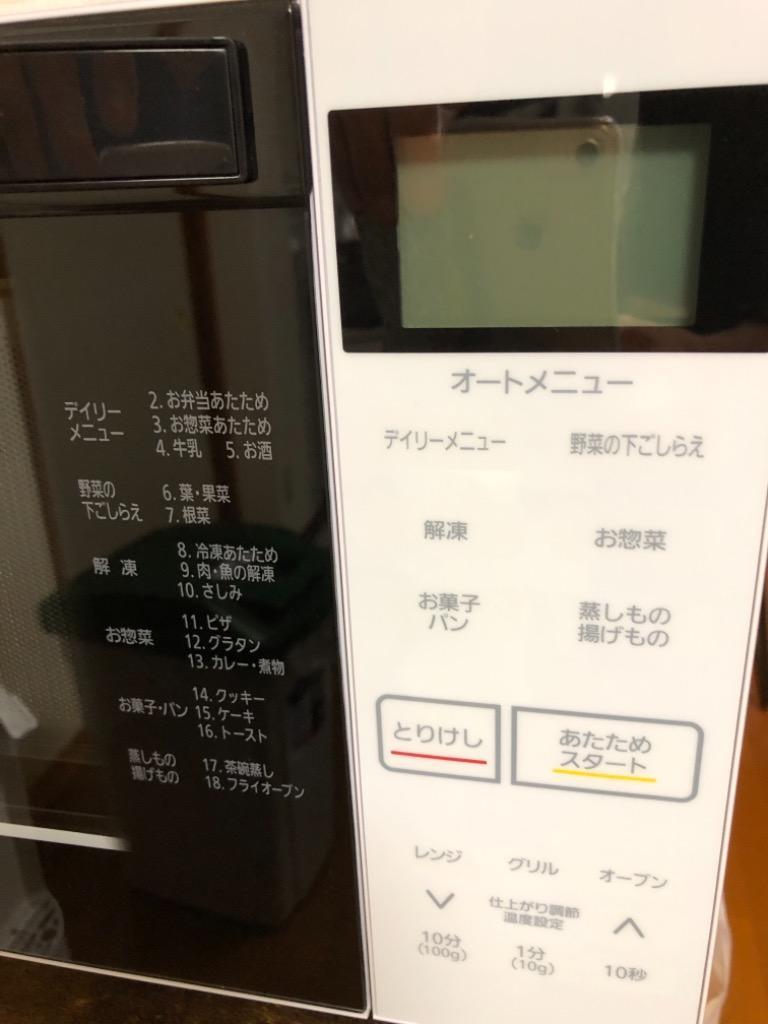 デイリー
メニュー
2. お弁当あたため
3. お惣菜あたため
4. 牛乳 5. お酒
野菜の
下ごしらえ
6. 葉・果菜
7. 根菜
解 凍
8. 冷凍あたため
9. 肉・魚の解凍
10. さしみ
お惣菜
11. ピザ
12. グラタン
13. カレー・煮物
お菓子・パン
14. クッキー
15. ケーキ
16. トースト
蒸しもの
揚げもの
17. 茶碗蒸し
18. フライオーブン
オートメニュー
デイリーメニュー 野菜の下ごしらえ
解凍 お惣菜
お菓子
パン
蒸しもの
揚げもの
とりけし
あたため
スタート
レンジ グリル オーブン
仕上がり調節
温度設定
10分
(100g)
1分
(10g)
10秒